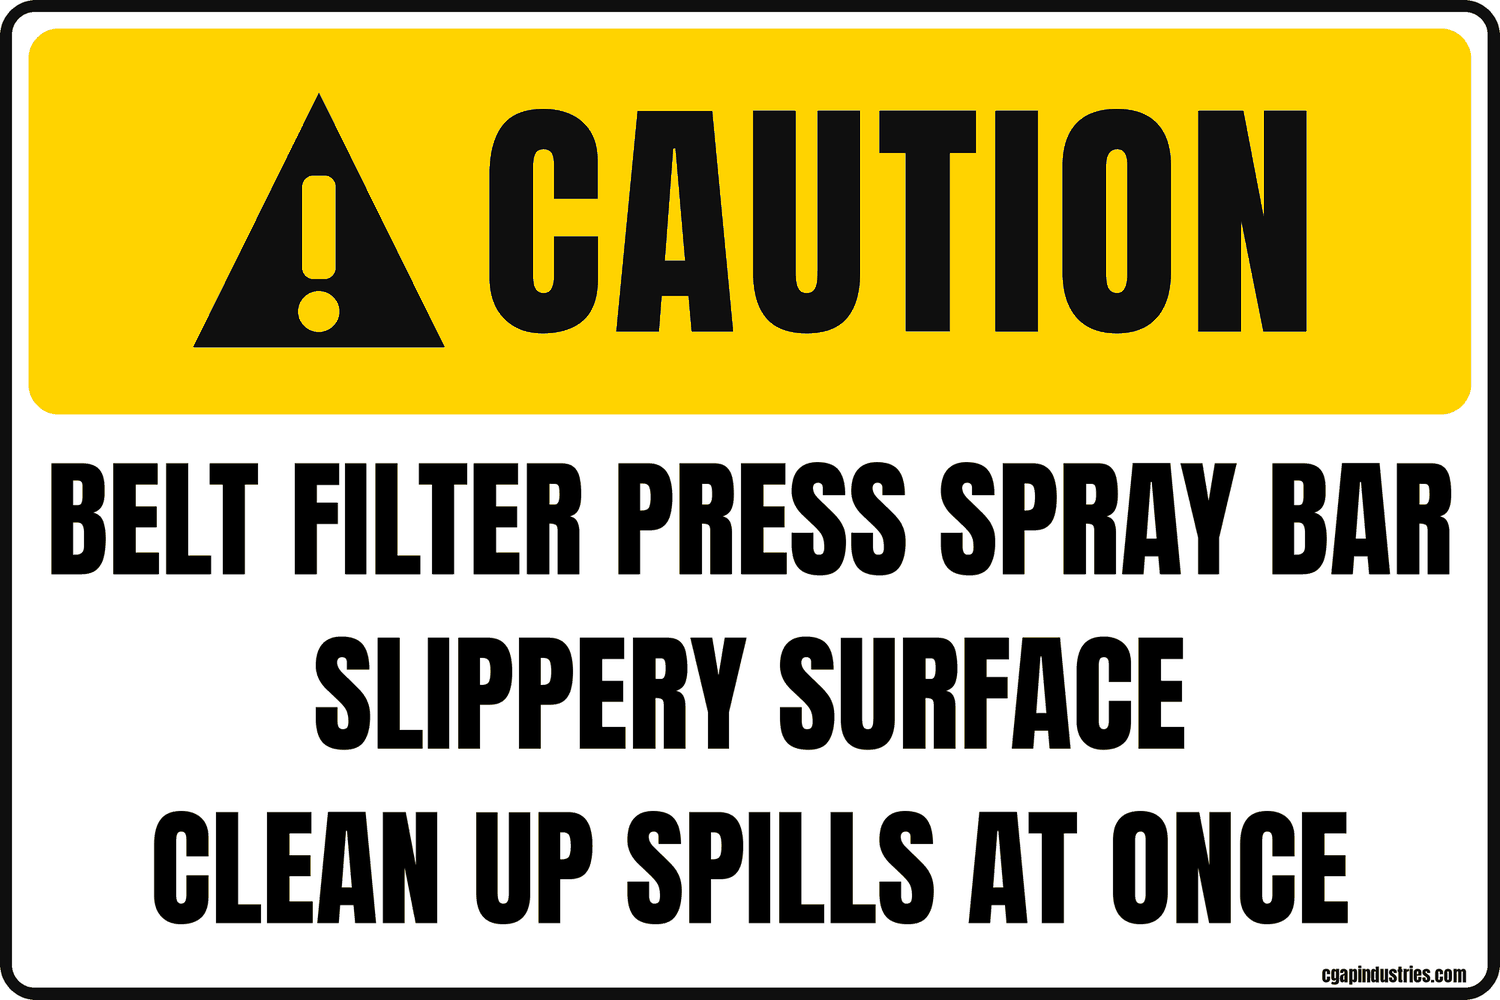 CAUTION
BELT FILTER PRESS SPRAY BAR
SLIPPERY SURFACE
CLEAN UP SPILLS AT ONCE
cgapindustries.com